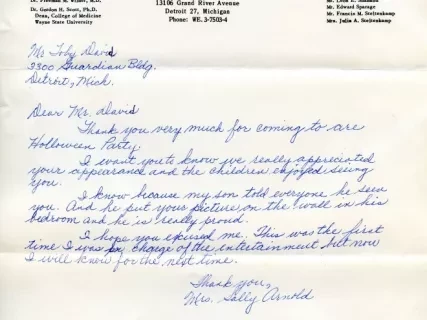 Dr. Gordon H. Scott, Ph.D.
Dean, College of Medicine
Wayne State University
13106 Grand River Avenue
Detroit 27, Michigan
Phone: WE. 3-7503-4
Mr. Edward Sparage
Mr. Francis M. Steltenkamp
Mrs. Julia A. Steltenkamp
Mr Toby David
3300 Guardian Bldg.
Detroit, Mich.
Dear Mr. David
Thank you very much for coming to are
Holloween Party.
I want you to know we really appreciated
your appearance and the children enjoyed seeing
you.
I know because my son told everyone he seen
you. And he put your picture on the wall in his
bedroom and he is really proud.
I hope you excused me. This was the first
time I was in charge of the entertainment but now
I will know for the next time.
Thank you,
Mrs. Sally Arnold